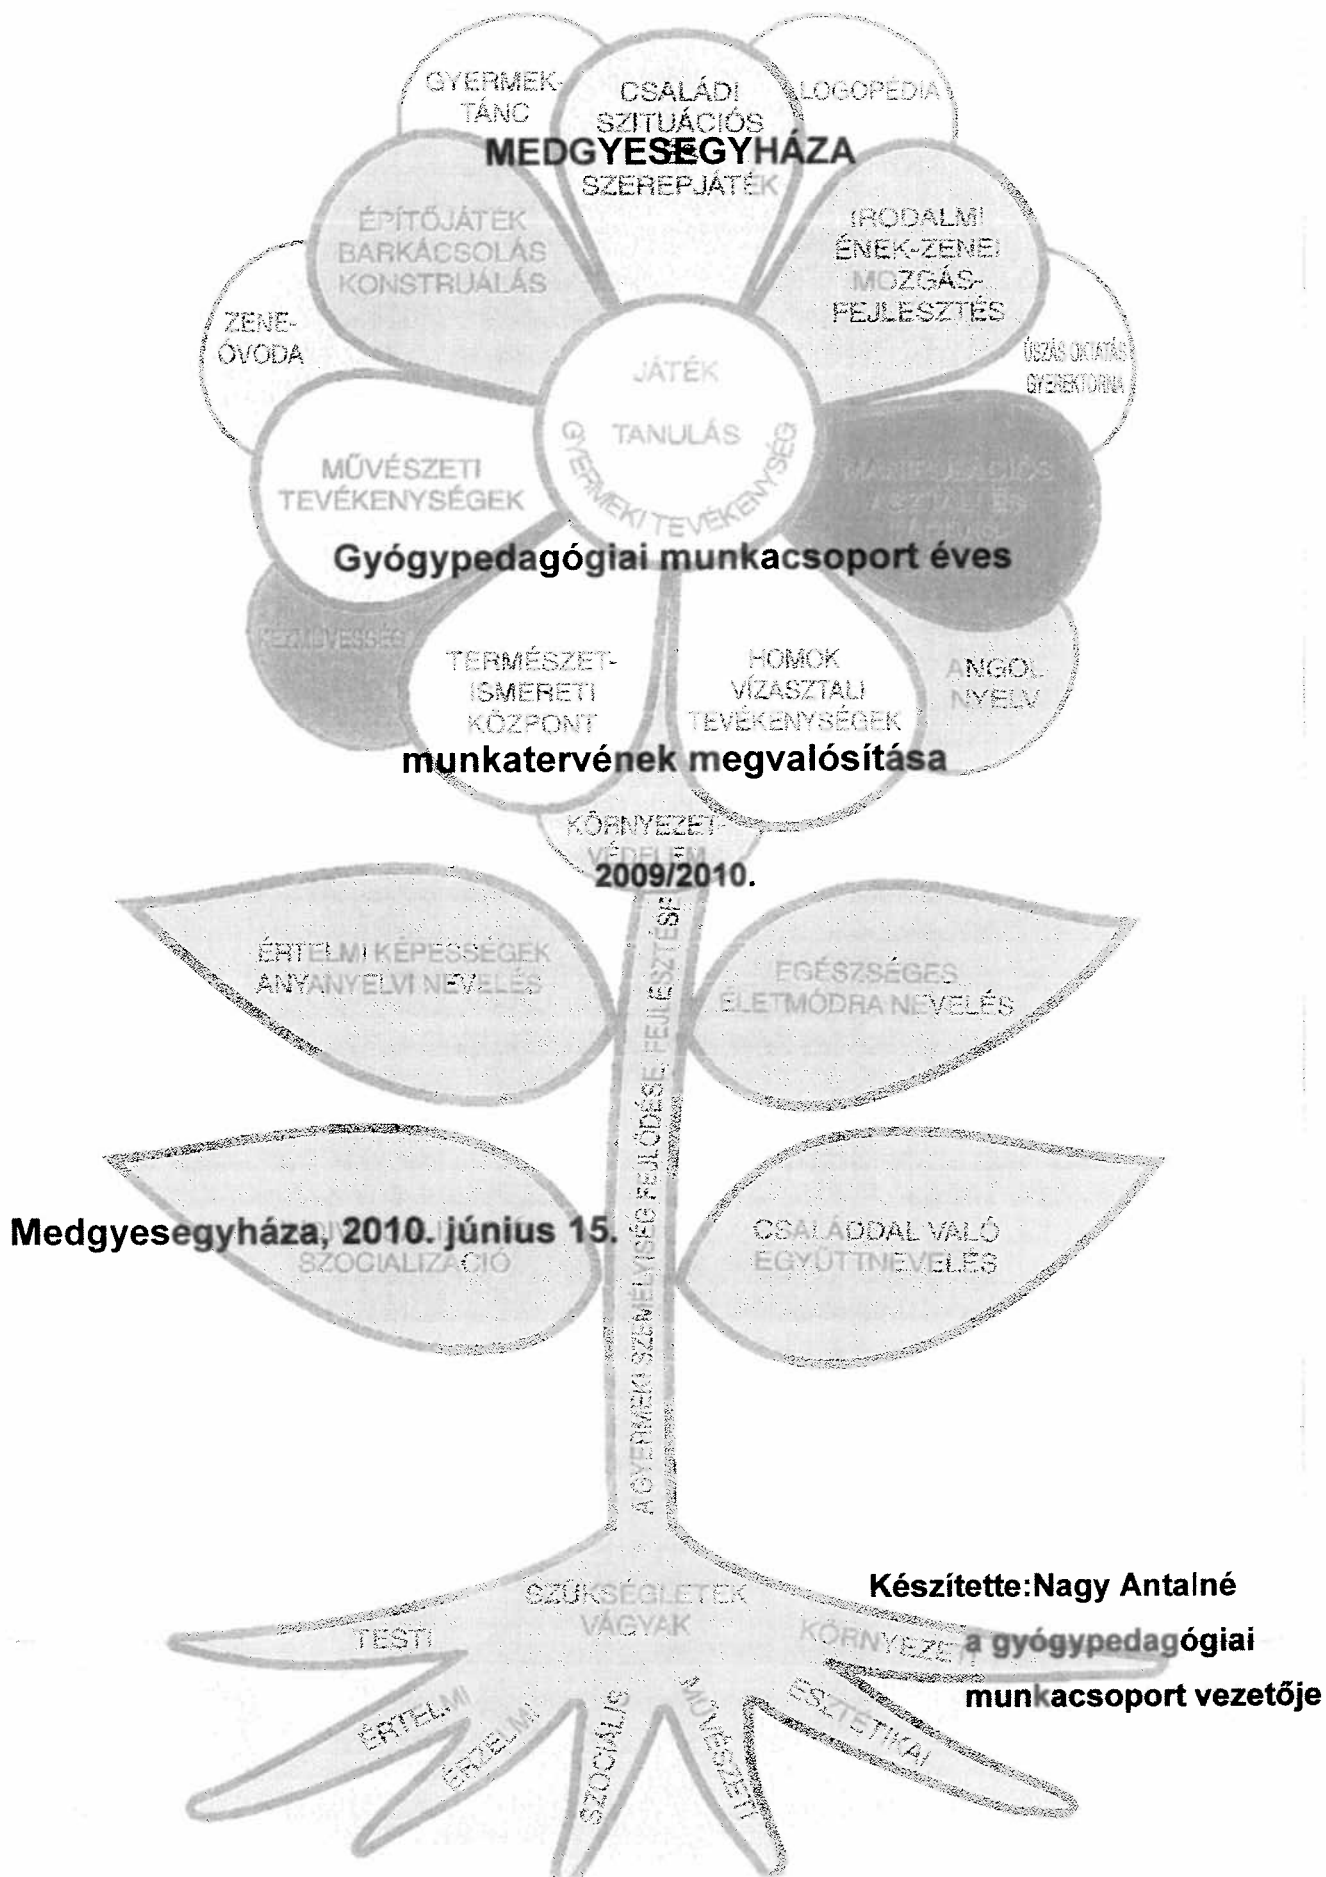 GYERMEK-
TÁNC
CSALÁDI
SZITUÁCIÓS
LOGOPÉDIA
MEDGYESEGYHÁZA
SZEREPJÁTÉK
ÉPÍTŐJÁTÉK
BARKÁCSOLÁS
KONSTRUÁLÁS
IRODALMI
ÉNEK-ZENEI
MOZGÁS-
FEJLESZTÉS
ZENE-
ÓVODA
ÚSZÁS OKTATÁS
GYEREKTORNA
JÁTÉK
TANULÁS
GYERMEKI TEVÉKENYSÉG
MŰVÉSZETI
TEVÉKENYSÉGEK
MANIPULÁCIÓS
ASZTALI ÉS
Gyógypedagógiai munkacsoport éves
KÉZMŰVESSÉG
TERMÉSZET-
ISMERETI
KÖZPONT
HOMOK
VÍZASZTALI
TEVÉKENYSÉGEK
ANGOL
NYELV
munkatervének megvalósítása
KÖRNYEZET-
VÉDELEM
2009/2010.
ÉRTELMI KÉPESSÉGEK
ANYANYELVI NEVELÉS
EGÉSZSÉGES
ÉLETMÓDRA NEVELÉS
A GYERMEKI SZEMÉLYISÉG FEJLŐDÉSE, FEJLESZTÉSE
Medgyesegyháza, 2010. június 15.
SZOCIALIZÁCIÓ
CSALÁDDAL VALÓ
EGYÜTTNEVELÉS
SZÜKSÉGLETEK
VÁGYAK
Készítette:Nagy Antalné
a gyógypedagógiai
munkacsoport vezetője
TESTI
ÉRTELMI
ÉRZELMI
SZOCIÁLIS
MŰVÉSZETI
ESZTÉTIKAI
KÖRNYEZETI